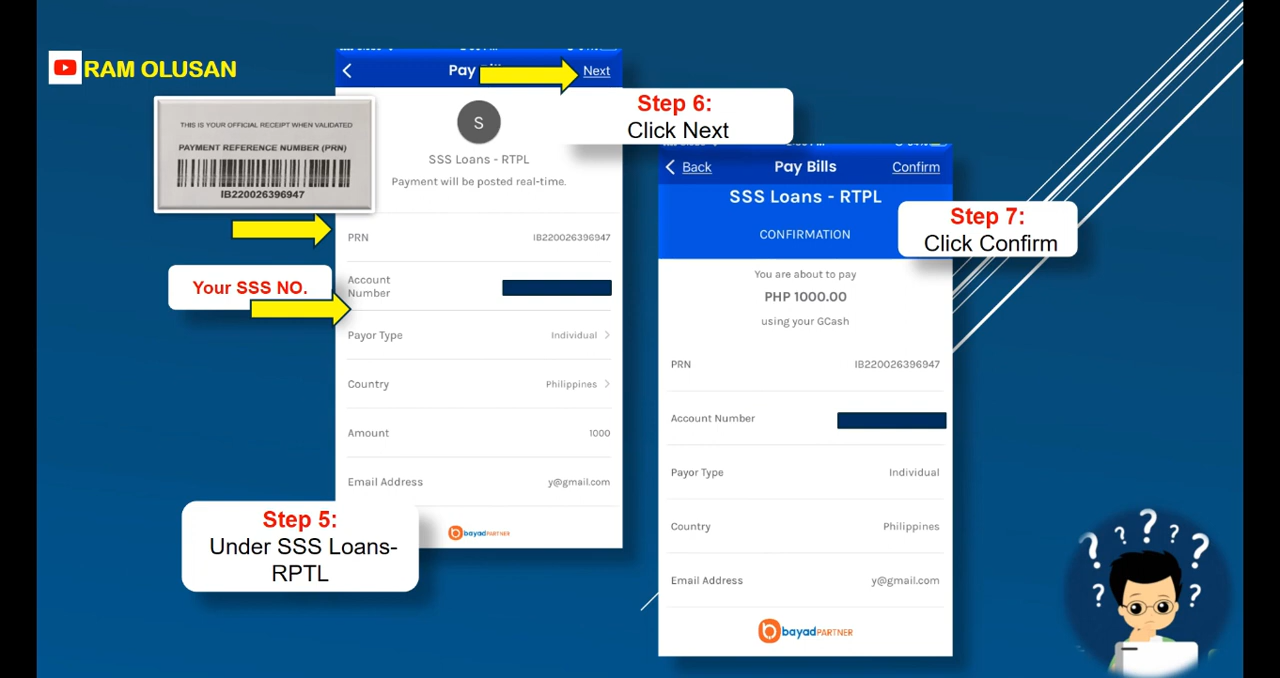 RAM OLUSAN
THIS IS YOUR OFFICIAL RECEIPT WHEN VALIDATED
PAYMENT REFERENCE NUMBER (PRN)
IB220026396947
Your SSS NO.
Pay
Next
S
SSS Loans - RTPL
Payment will be posted real-time.
PRN IB220026396947
Account
Number
Payor Type Individual
Country Philippines
Amount 1000
Email Address y@gmail.com
bayad PARTNER
Step 5:
Under SSS Loans-
RPTL
Step 6:
Click Next
Back Pay Bills Confirm
SSS Loans - RTPL
CONFIRMATION
You are about to pay
PHP 1000.00
using your GCash
PRN IB220026396947
Account Number
Payor Type Individual
Country Philippines
Email Address y@gmail.com
bayad PARTNER
Step 7:
Click Confirm
? ? ? ? ? ? ?